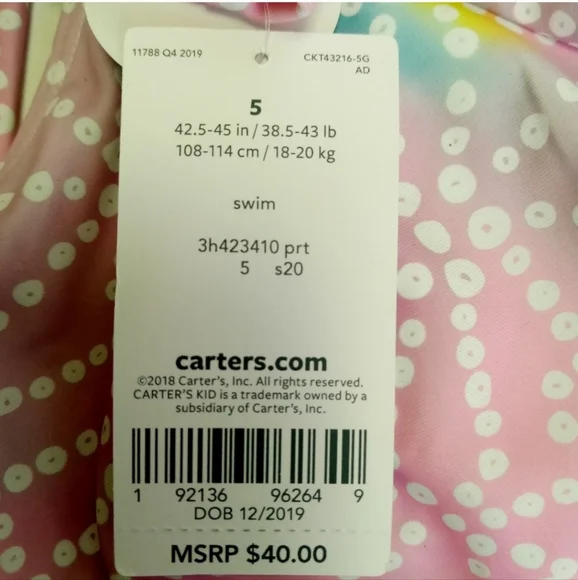 11788 Q4 2019
CKT43216-5G
AD
5
42.5-45 in / 38.5-43 lb
108-114 cm / 18-20 kg
swim
3h423410 prt
5 s20
carters.com
©2018 Carter's, Inc. All rights reserved.
CARTER'S KID is a trademark owned by a
subsidiary of Carter's, Inc.
1 92136 96264 9
DOB 12/2019
MSRP $40.00